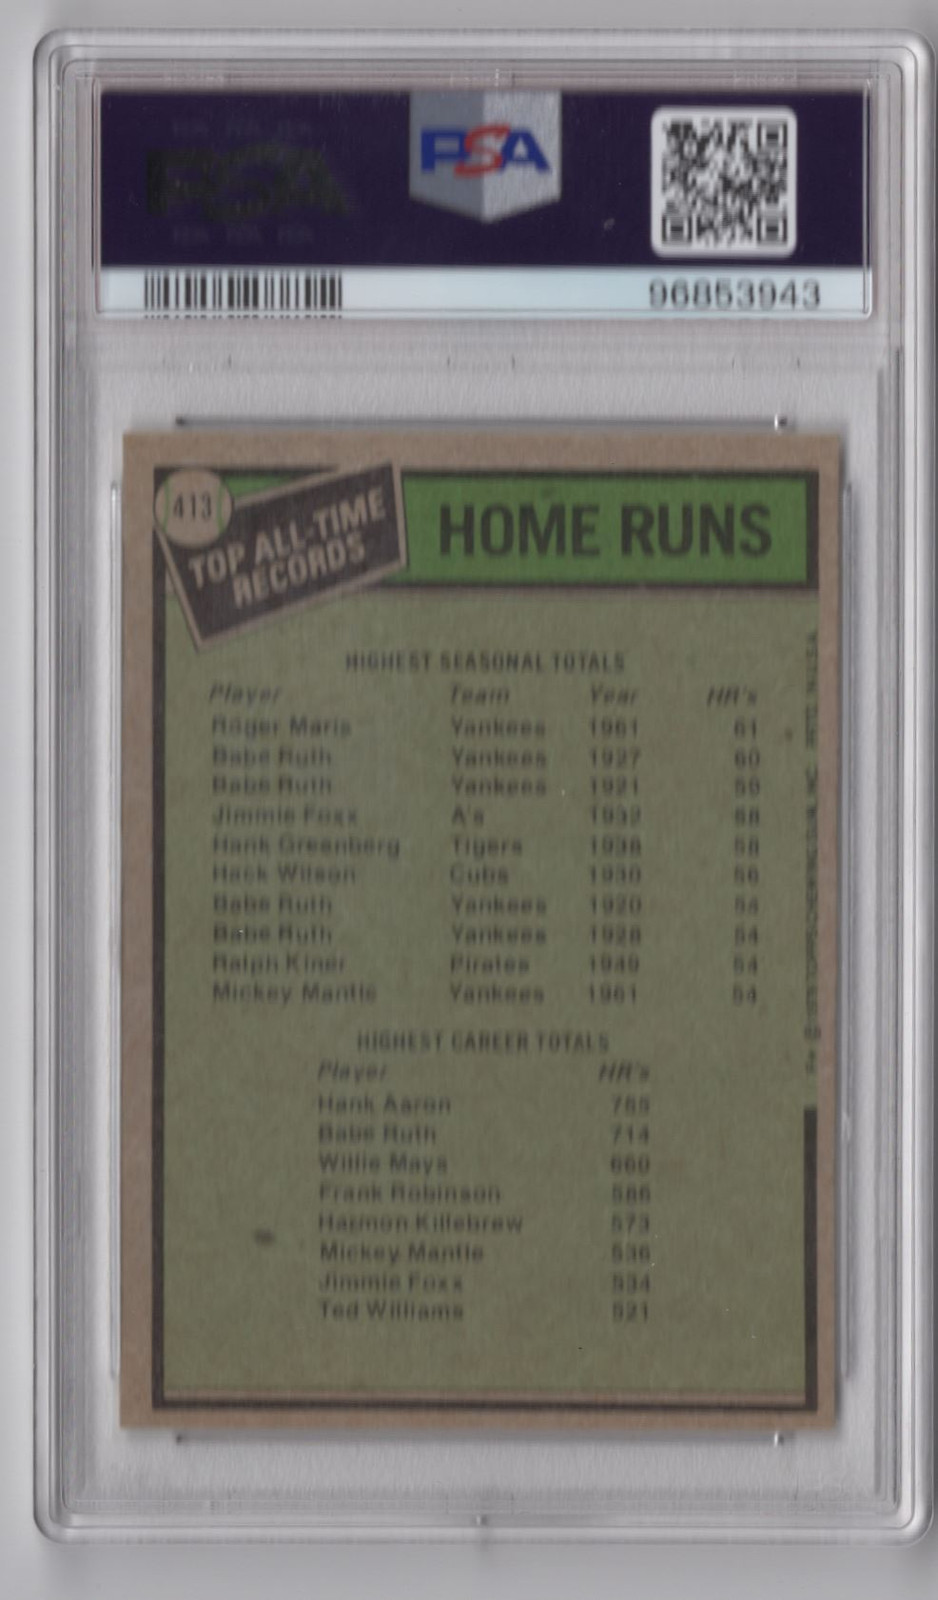 PSA
96853943
413
TOP ALL-TIME
RECORDS
HOME RUNS
HIGHEST SEASONAL TOTALS
Player Team Year HR's
Roger Maris Yankees 1961 61
Babe Ruth Yankees 1927 60
Babe Ruth Yankees 1921 59
Jimmie Foxx A's 1932 58
Hank Greenberg Tigers 1938 58
Hack Wilson Cubs 1930 56
Babe Ruth Yankees 1920 54
Babe Ruth Yankees 1928 54
Ralph Kiner Pirates 1949 54
Mickey Mantle Yankees 1961 54
HIGHEST CAREER TOTALS
Player HR's
Hank Aaron 755
Babe Ruth 714
Willie Mays 660
Frank Robinson 586
Harmon Killebrew 573
Mickey Mantle 536
Jimmie Foxx 534
Ted Williams 521